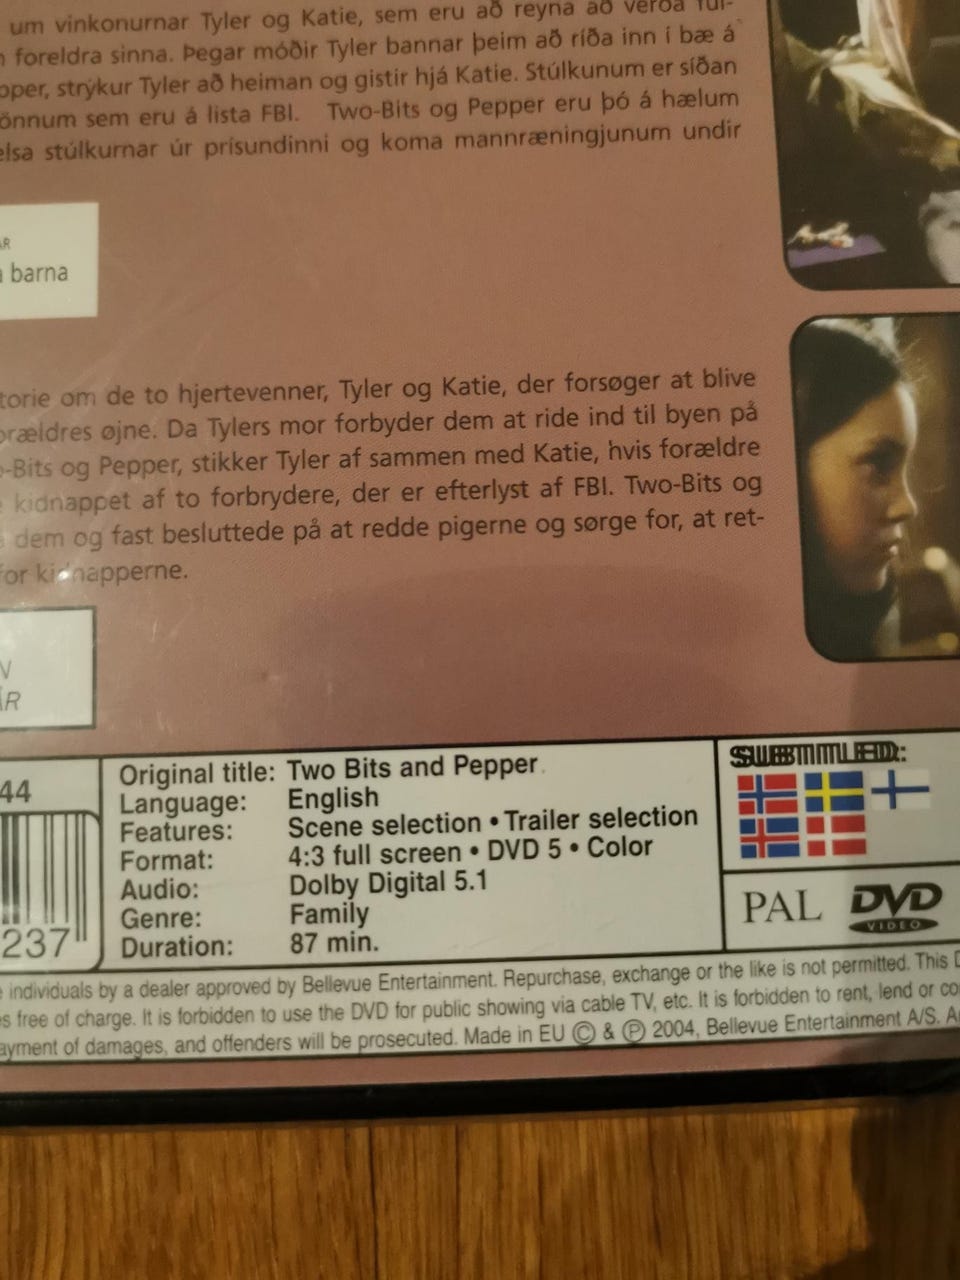 um vinkonurnar Tyler og Katie, sem eru að reyna að verða ful-
foreldra sinna. Þegar móðir Tyler bannar þeim að ríða inn í bæ á
pper, strýkur Tyler að heiman og gistir hjá Katie. Stúlkunum er síðan
önnum sem eru á lista FBI. Two-Bits og Pepper eru þó á hælum
elsa stúlkurnar úr prísundinni og koma mannræningjunum undir
ÅR
barna
torie om de to hjertevenner, Tyler og Katie, der forsøger at blive
orældres øjne. Da Tylers mor forbyder dem at ride ind til byen på
-Bits og Pepper, stikker Tyler af sammen med Katie, hvis forældre
kidnappet af to forbrydere, der er efterlyst af FBI. Two-Bits og
dem og fast besluttede på at redde pigerne og sørge for, at ret-
for kidnapperne.
N
ÅR
44
237
Original title: Two Bits and Pepper
Language: English
Features: Scene selection • Trailer selection
Format: 4:3 full screen • DVD 5 • Color
Audio: Dolby Digital 5.1
Genre: Family
Duration: 87 min.
SUBTITLED:
PAL DVD
VIDEO
individuals by a dealer approved by Bellevue Entertainment. Repurchase, exchange or the like is not permitted. This D
es free of charge. It is forbidden to use the DVD for public showing via cable TV, etc. It is forbidden to rent, lend or co
ayment of damages, and offenders will be prosecuted. Made in EU © & ℗ 2004, Bellevue Entertainment A/S. A